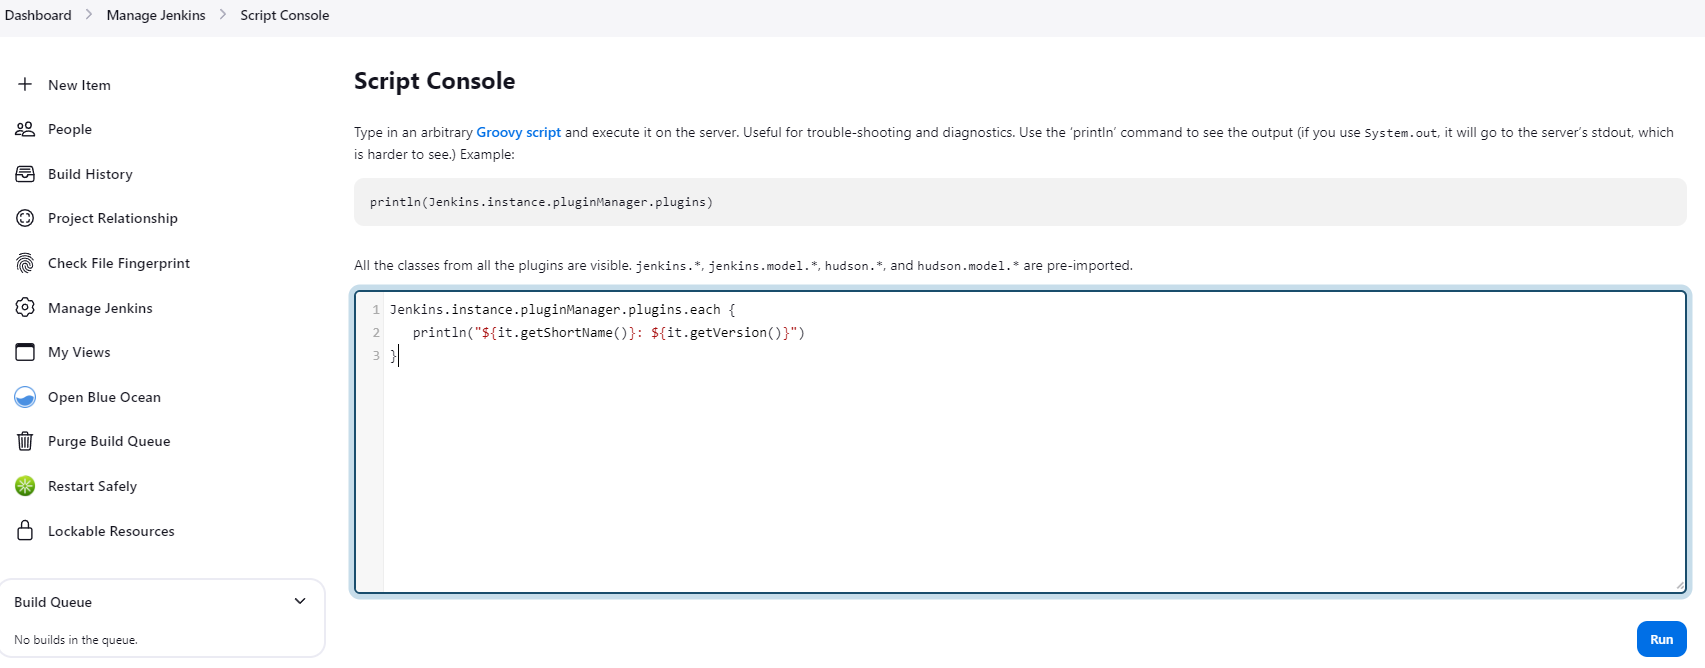 Dashboard > Manage Jenkins > Script Console
New Item
People
Build History
Project Relationship
Check File Fingerprint
Manage Jenkins
My Views
Open Blue Ocean
Purge Build Queue
Restart Safely
Lockable Resources
Build Queue
No builds in the queue.
Script Console
Type in an arbitrary Groovy script and execute it on the server. Useful for trouble-shooting and diagnostics. Use the ‘println’ command to see the output (if you use System.out, it will go to the server’s stdout, which
is harder to see.) Example:
println(Jenkins.instance.pluginManager.plugins)
All the classes from all the plugins are visible. jenkins.*, jenkins.model.*, hudson.*, and hudson.model.* are pre-imported.
1 Jenkins.instance.pluginManager.plugins.each {
2    println("${it.getShortName()}: ${it.getVersion()}")
3 }
Run